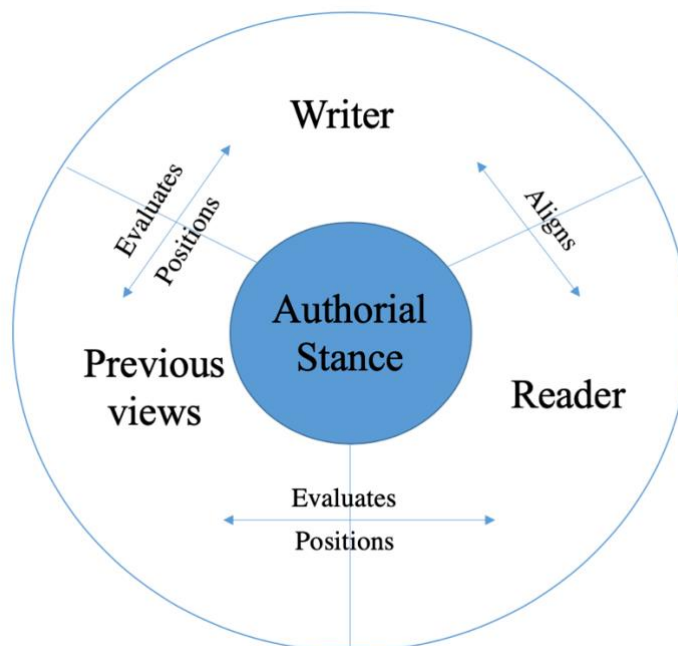 Writer
Evaluates
Positions
Aligns
Authorial
Stance
Previous
views
Reader
Evaluates
Positions